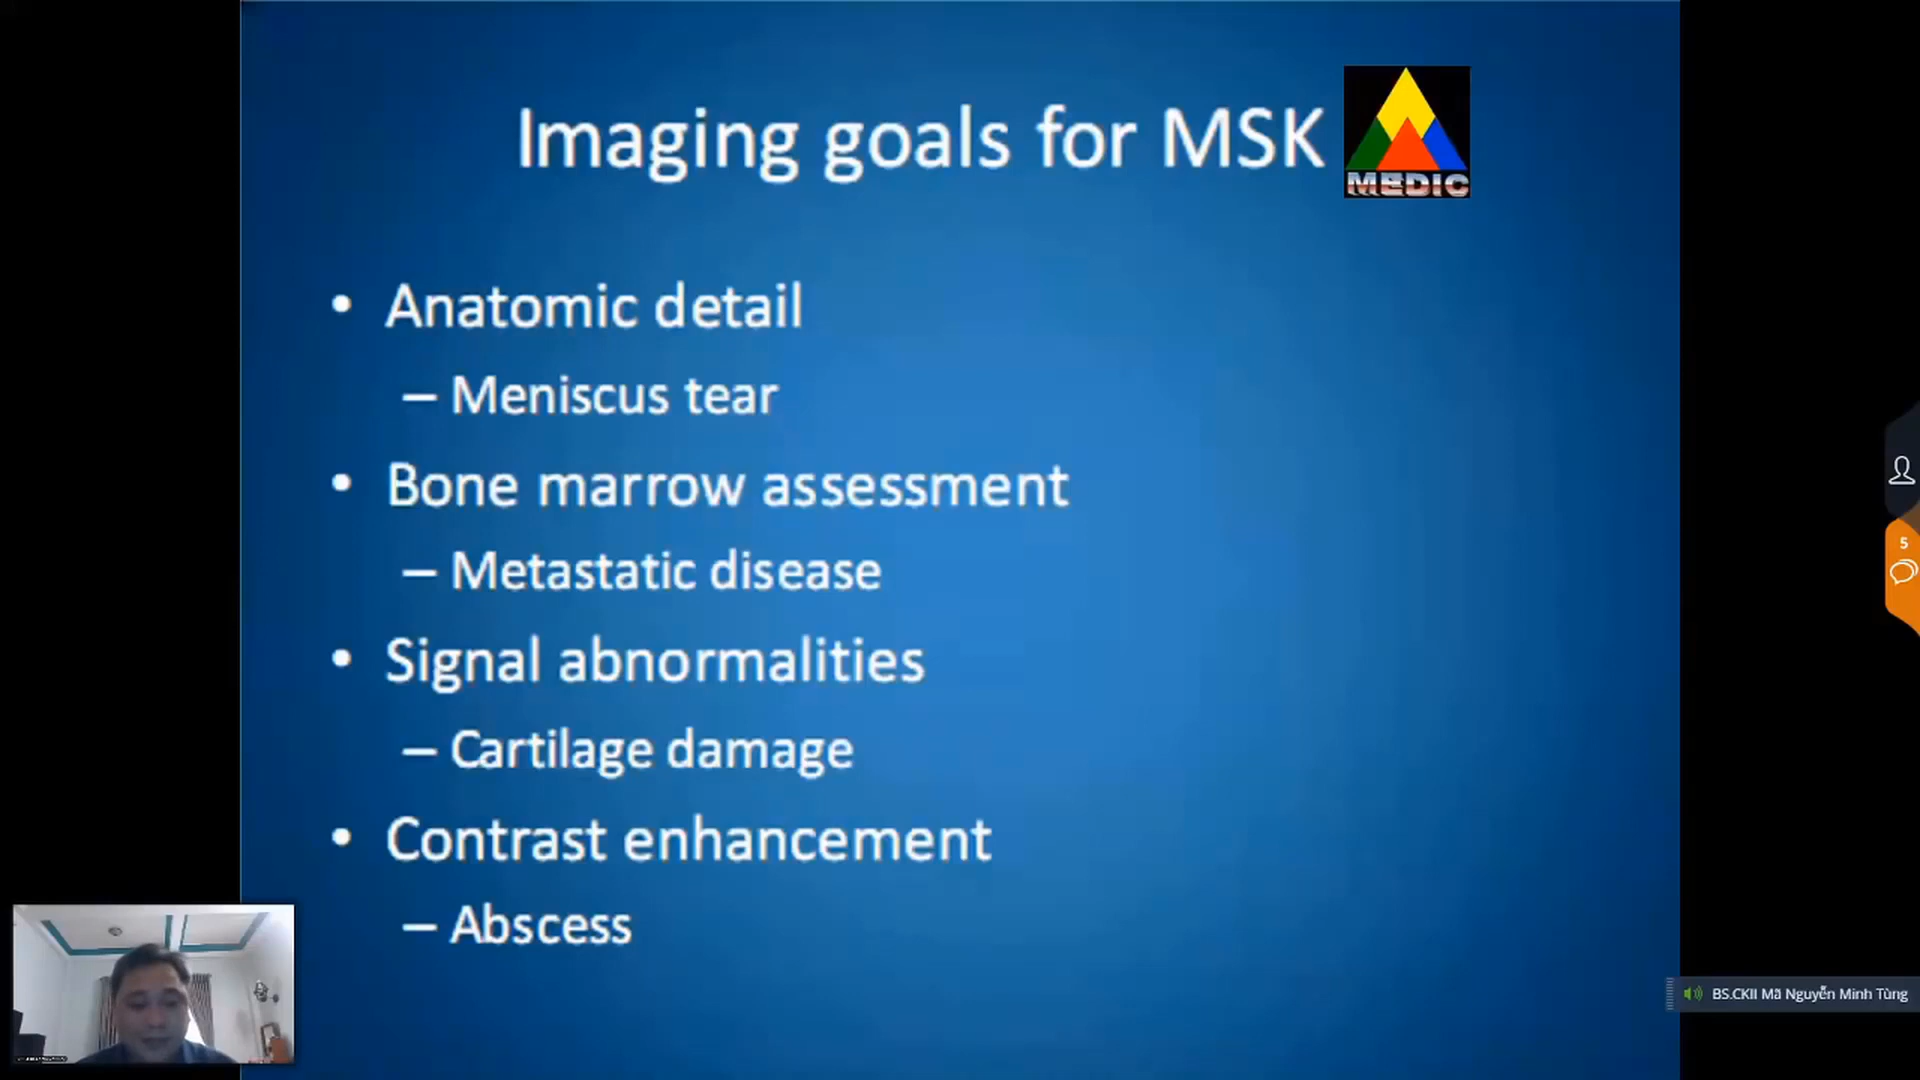 Imaging goals for MSK
MEDIC
• Anatomic detail
– Meniscus tear
• Bone marrow assessment
– Metastatic disease
• Signal abnormalities
– Cartilage damage
• Contrast enhancement
– Abscess
5
BS.CKII Mã Nguyễn Minh Tùng